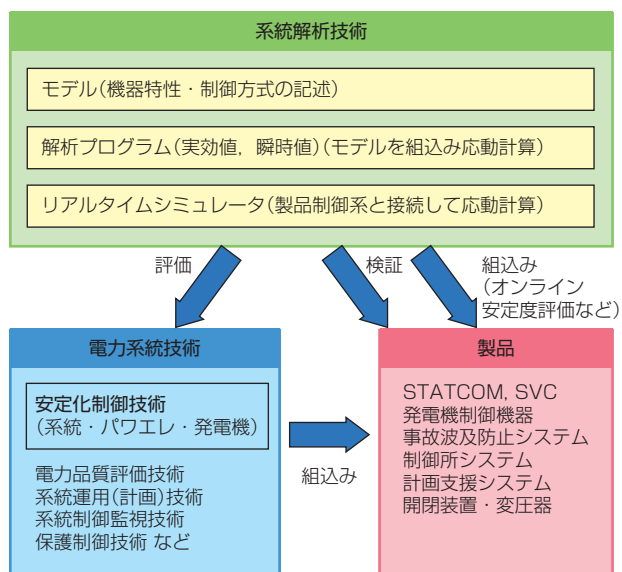 系統解析技術
モデル(機器特性・制御方式の記述)
解析プログラム(実効値，瞬時値)(モデルを組込み応動計算)
リアルタイムシミュレータ(製品制御系と接続して応動計算)
評価
検証
組込み
(オンライン
安定度評価など)
電力系統技術
安定化制御技術
(系統・パワエレ・発電機)
電力品質評価技術
系統運用(計画)技術
系統制御監視技術
保護制御技術 など
組込み
製品
STATCOM, SVC
発電機制御機器
事故波及防止システム
制御所システム
計画支援システム
開閉装置・変圧器